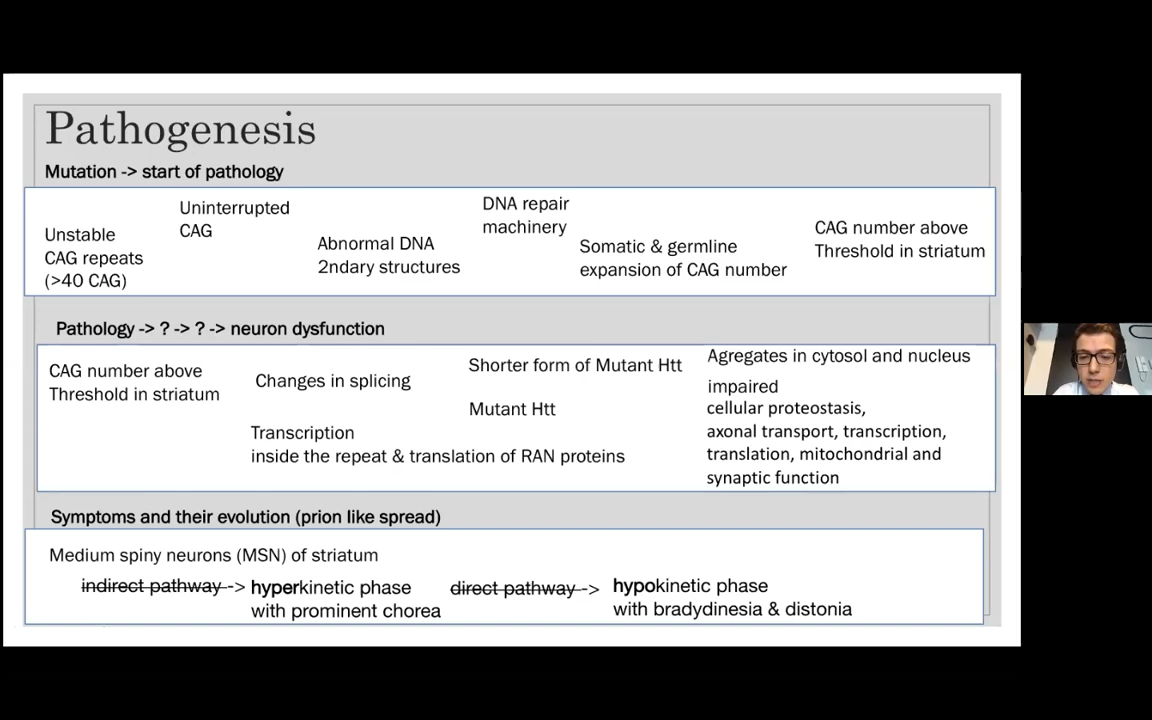 Pathogenesis
Mutation -> start of pathology
Unstable
CAG repeats
(>40 CAG)
Uninterrupted
CAG
Abnormal DNA
2ndary structures
DNA repair
machinery
Somatic & germline
expansion of CAG number
CAG number above
Threshold in striatum
Pathology -> ? -> ? -> neuron dysfunction
CAG number above
Threshold in striatum
Changes in splicing
Transcription
inside the repeat & translation of RAN proteins
Shorter form of Mutant Htt
Mutant Htt
Agregates in cytosol and nucleus
impaired
cellular proteostasis,
axonal transport, transcription,
translation, mitochondrial and
synaptic function
Symptoms and their evolution (prion like spread)
Medium spiny neurons (MSN) of striatum
indirect pathway ->
hyperkinetic phase
with prominent chorea
direct pathway ->
hypokinetic phase
with bradydinesia & distonia